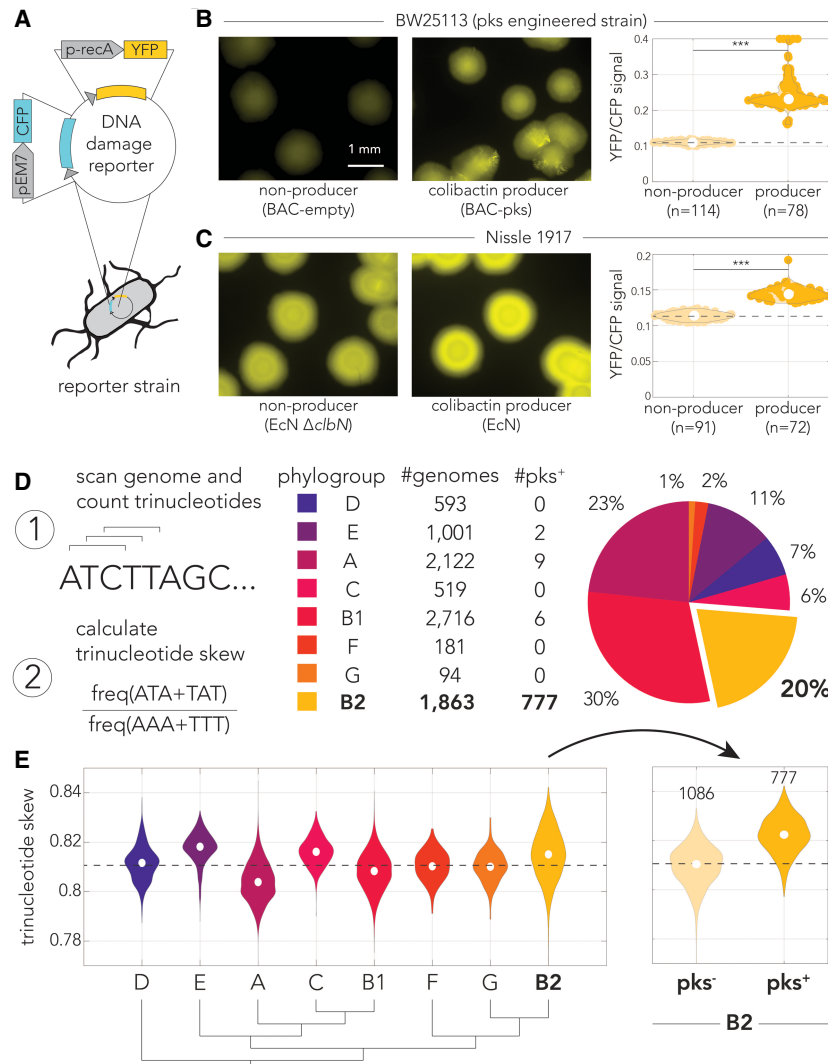 A
p-recA
YFP
CFP
pEM7
DNA
damage
reporter
reporter strain
B
BW25113 (pks engineered strain)
1 mm
non-producer
(BAC-empty)
colibactin producer
(BAC-pks)
YFP/CFP signal
0.4
0.3
0.2
0.1
0
***
non-producer
(n=114)
producer
(n=78)
C
Nissle 1917
non-producer
(EcN ΔclbN)
colibactin producer
(EcN)
YFP/CFP signal
0.2
0.15
0.1
0.05
0
***
non-producer
(n=91)
producer
(n=72)
D
1
scan genome and
count trinucleotides
ATCTTAGC...
2
calculate
trinucleotide skew
freq(ATA+TAT)
freq(AAA+TTT)
phylogroup #genomes #pks+
D 593 0
E 1,001 2
A 2,122 9
C 519 0
B1 2,716 6
F 181 0
G 94 0
B2 1,863 777
1%
2%
11%
7%
6%
20%
30%
23%
E
trinucleotide skew
0.84
0.82
0.8
0.78
D E A C B1 F G B2
1086
777
pks-
pks+
B2